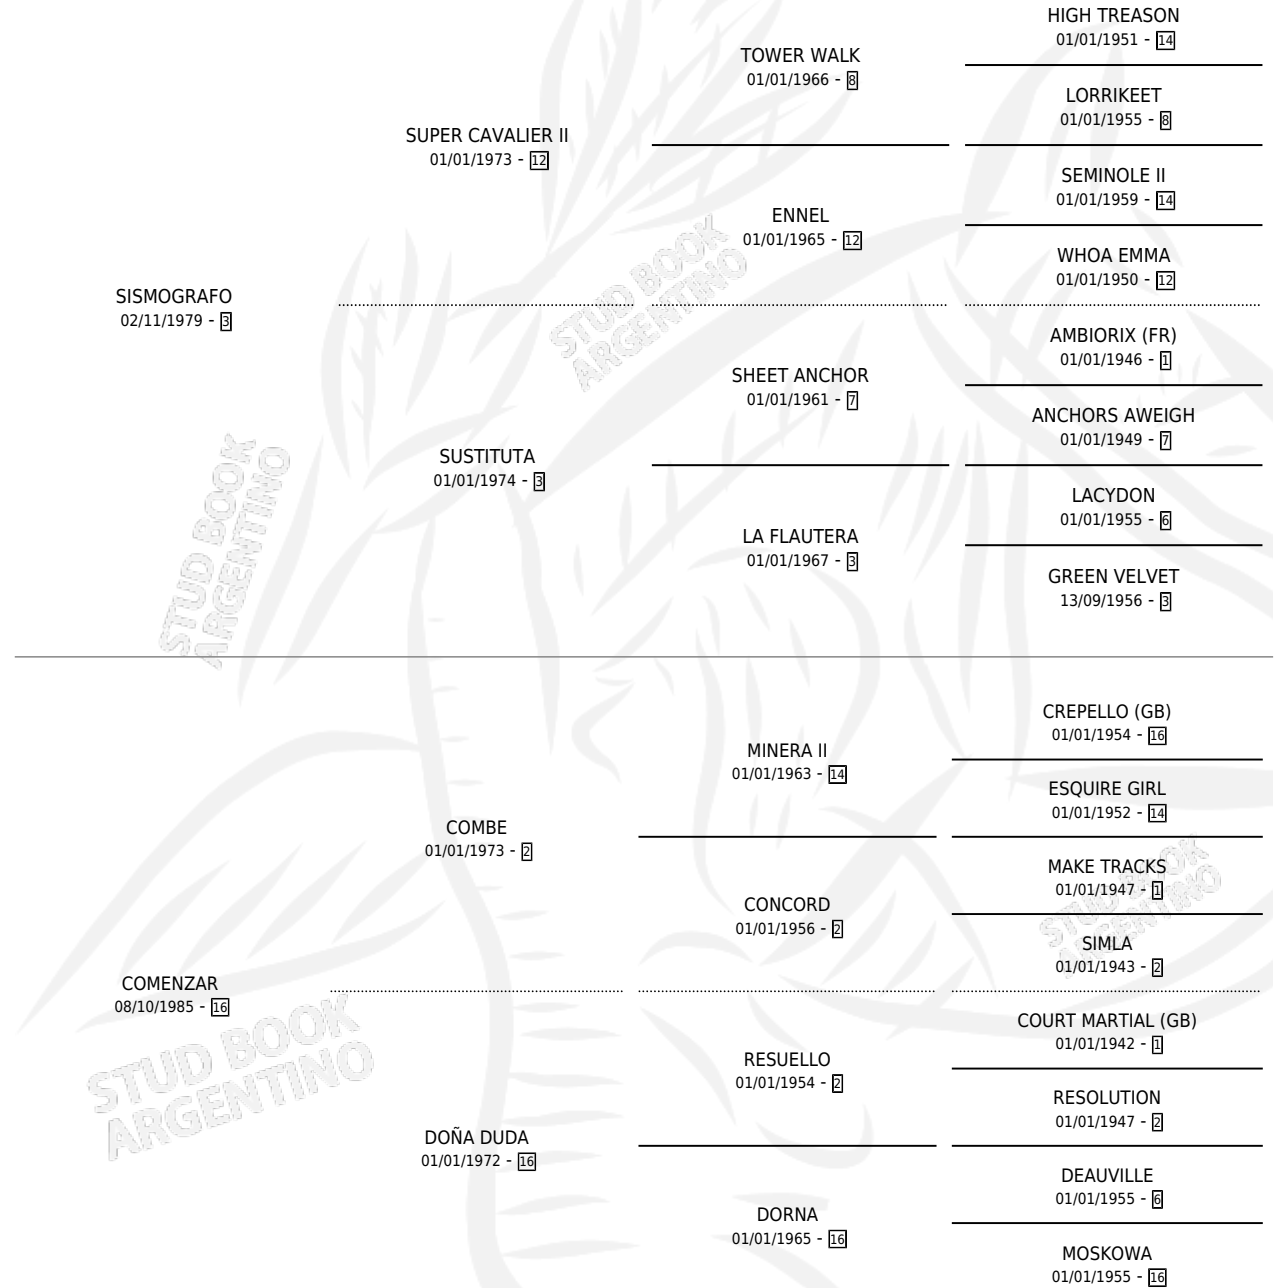 HIGH TREASON
01/01/1951 - 14
TOWER WALK
01/01/1966 - 8
LORRIKEET
01/01/1955 - 8
SUPER CAVALIER II
01/01/1973 - 12
SEMINOLE II
01/01/1959 - 14
ENNEL
01/01/1965 - 12
WHOA EMMA
01/01/1950 - 12
SISMOGRAFO
02/11/1979 - 3
STUD BOOK
ARGENTINO
AMBIORIX (FR)
01/01/1946 - 1
SHEET ANCHOR
01/01/1961 - 7
ANCHORS AWEIGH
01/01/1949 - 7
SUSTITUTA
01/01/1974 - 3
LACYDON
01/01/1955 - 6
LA FLAUTERA
01/01/1967 - 3
GREEN VELVET
13/09/1956 - 3
STUD BOOK
ARGENTINO
CREPELLO (GB)
01/01/1954 - 16
MINERA II
01/01/1963 - 14
ESQUIRE GIRL
01/01/1952 - 14
COMBE
01/01/1973 - 2
MAKE TRACKS
01/01/1947 - 1
CONCORD
01/01/1956 - 2
SIMLA
01/01/1943 - 2
STUD BOOK
ARGENTINO
COMENZAR
08/10/1985 - 16
COURT MARTIAL (GB)
01/01/1942 - 1
RESUELLO
01/01/1954 - 2
RESOLUTION
01/01/1947 - 2
STUD BOOK
ARGENTINO
DOÑA DUDA
01/01/1972 - 16
DEAUVILLE
01/01/1955 - 6
DORNA
01/01/1965 - 16
MOSKOWA
01/01/1955 - 16